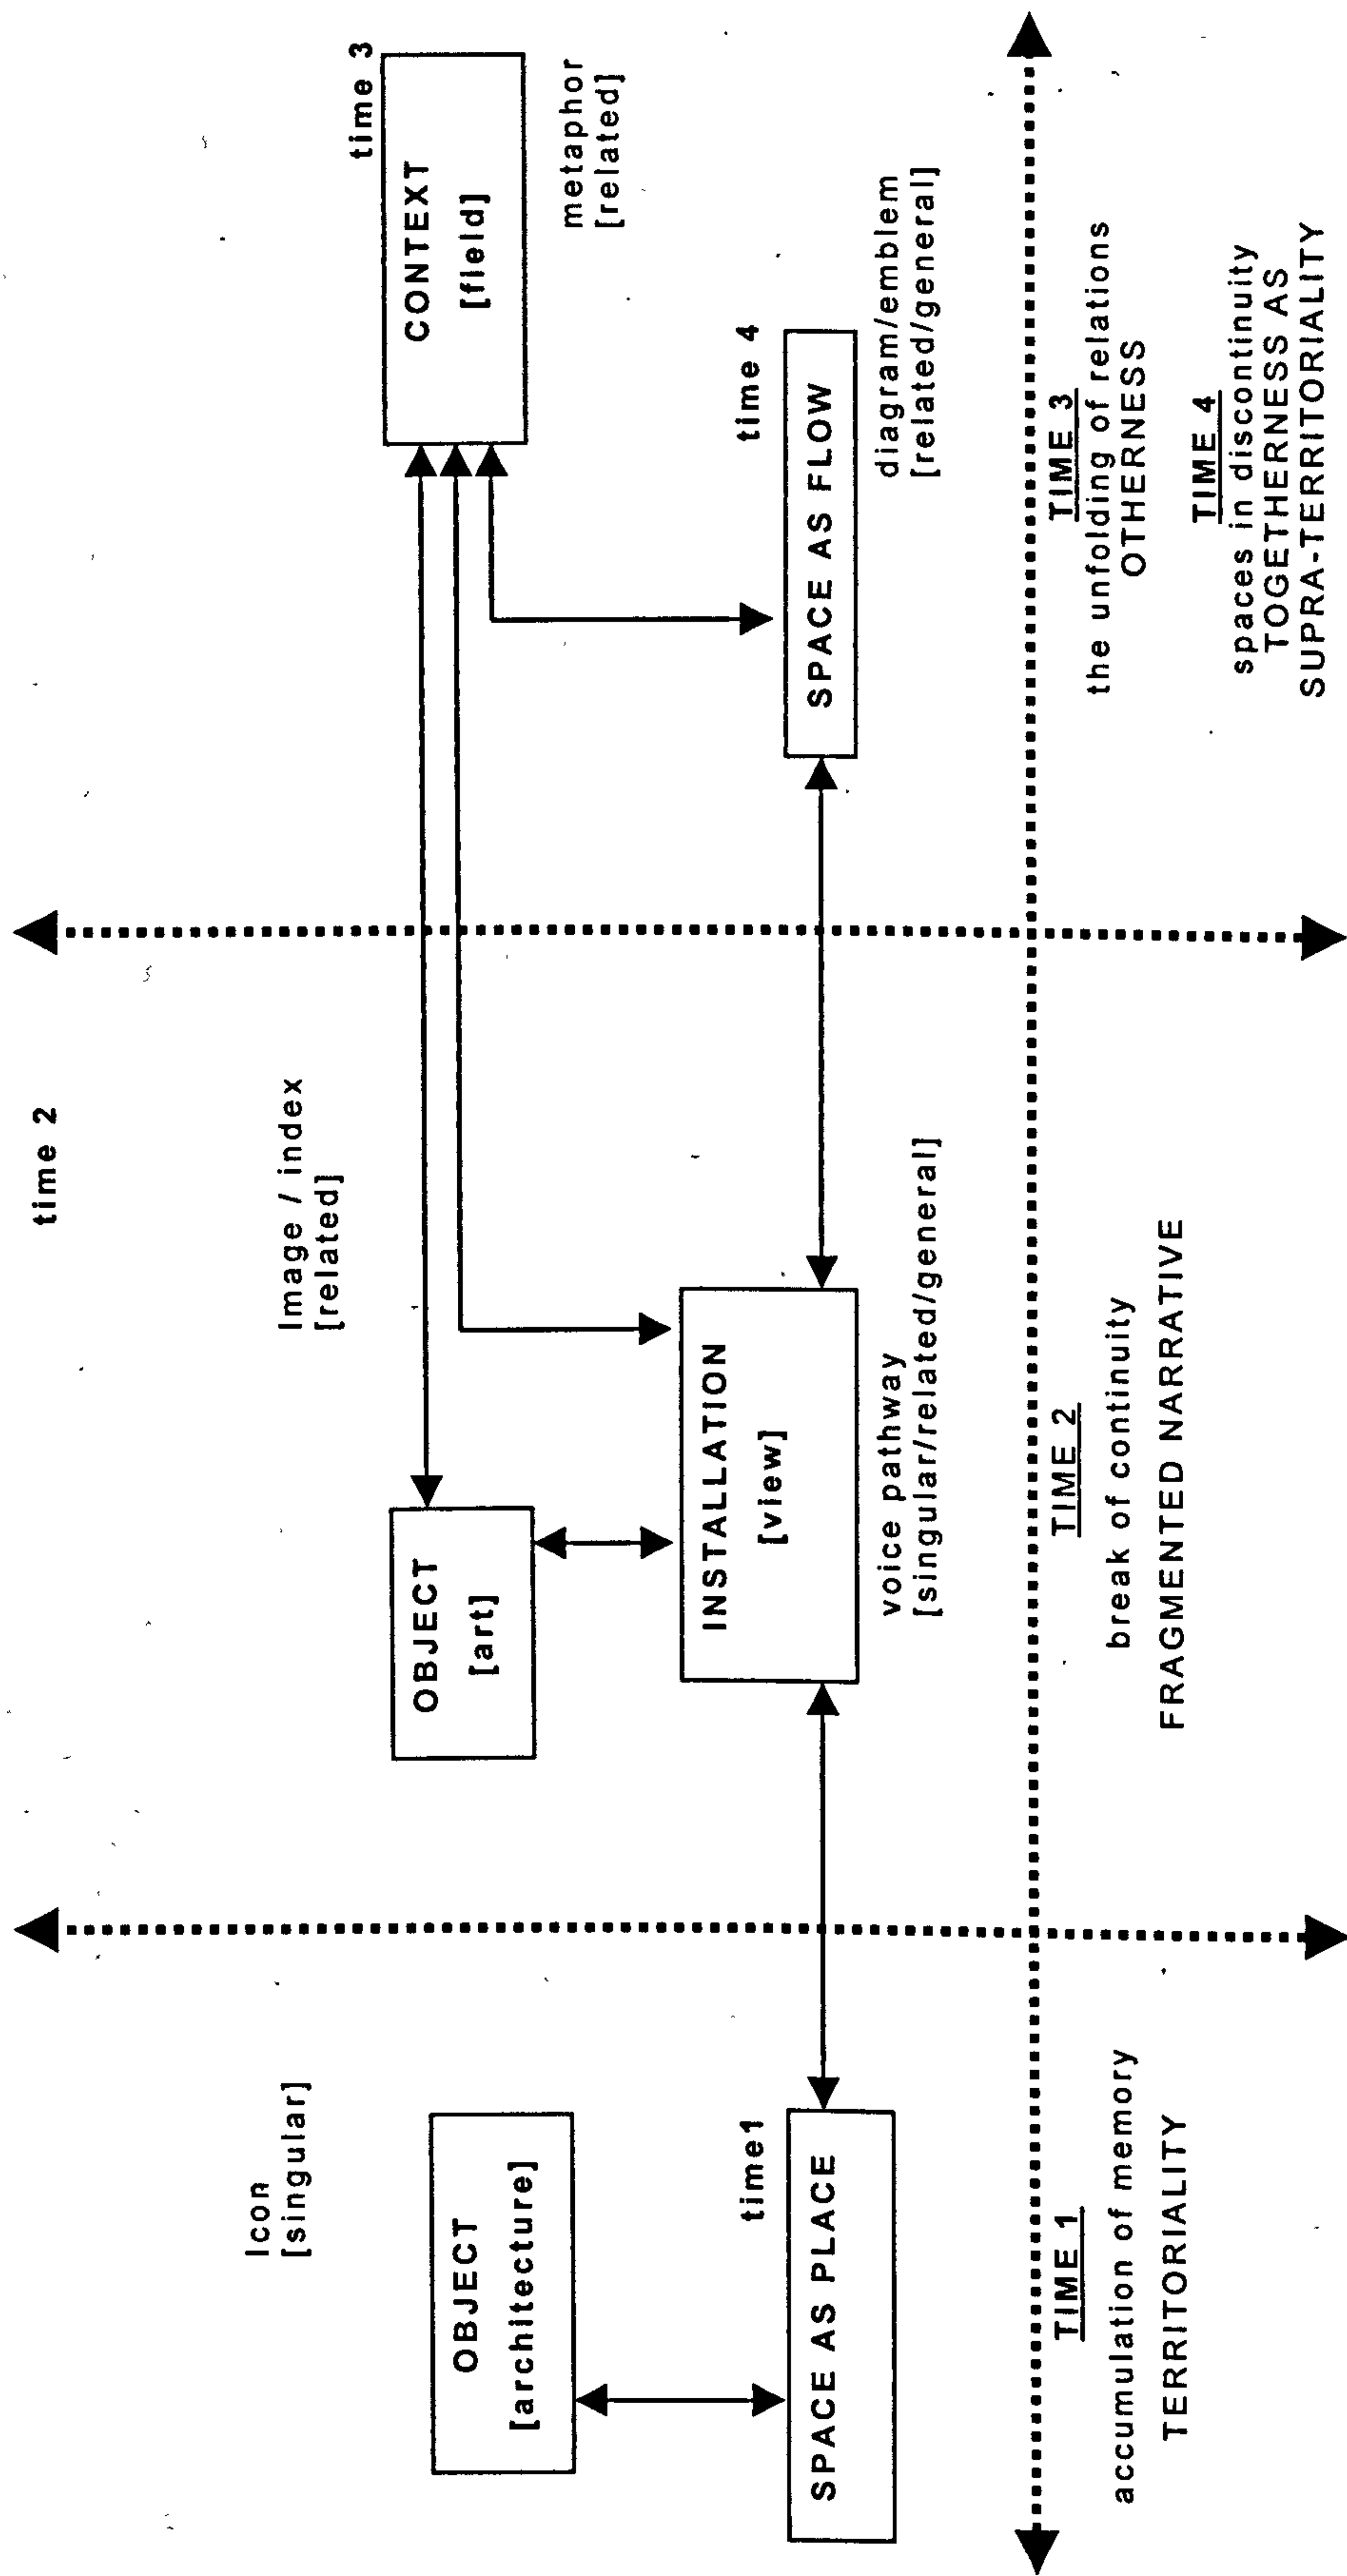 time 2
Icon
[singular]
Image / index
[related]
time 3
OBJECT
[architecture]
OBJECT
[art]
CONTEXT
[field]
metaphor
[related]
time1
SPACE AS PLACE
INSTALLATION
[view]
time 4
SPACE AS FLOW
voice pathway
[singular/related/general]
diagram/emblem
[related/general]
TIME 1
accumulation of memory
TERRITORIALITY
TIME 2
break of continuity
FRAGMENTED NARRATIVE
TIME 3
the unfolding of relations
OTHERNESS
TIME 4
spaces in discontinuity
TOGETHERNESS AS
SUPRA-TERRITORIALITY